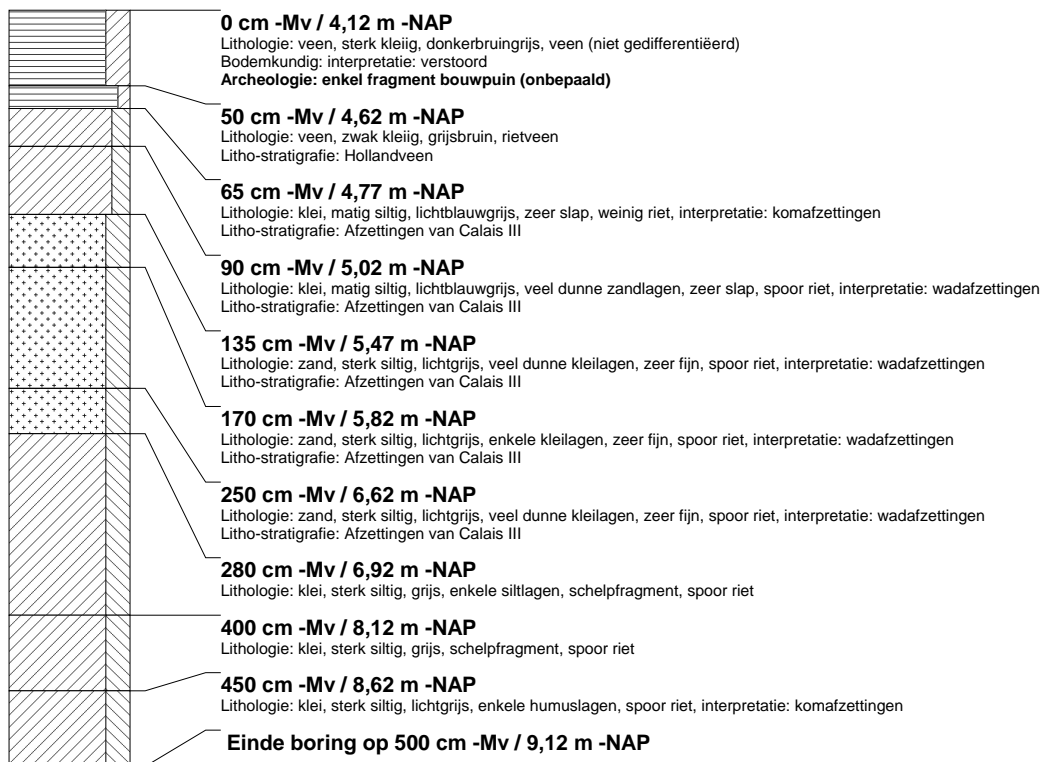 0 cm -Mv / 4,12 m -NAP
Lithologie: veen, sterk kleiig, donkerbruingrijs, veen (niet gedifferentiëerd)
Bodemkundig: interpretatie: verstoord
Archeologie: enkel fragment bouwpuin (onbepaald)
50 cm -Mv / 4,62 m -NAP
Lithologie: veen, zwak kleiig, grijsbruin, rietveen
Litho-stratigrafie: Hollandveen
65 cm -Mv / 4,77 m -NAP
Lithologie: klei, matig siltig, lichtblauwgrijs, zeer slap, weinig riet, interpretatie: komafzettingen
Litho-stratigrafie: Afzettingen van Calais III
90 cm -Mv / 5,02 m -NAP
Lithologie: klei, matig siltig, lichtblauwgrijs, veel dunne zandlagen, zeer slap, spoor riet, interpretatie: wadafzettingen
Litho-stratigrafie: Afzettingen van Calais III
135 cm -Mv / 5,47 m -NAP
Lithologie: zand, sterk siltig, lichtgrijs, veel dunne kleilagen, zeer fijn, spoor riet, interpretatie: wadafzettingen
Litho-stratigrafie: Afzettingen van Calais III
170 cm -Mv / 5,82 m -NAP
Lithologie: zand, sterk siltig, lichtgrijs, enkele kleilagen, zeer fijn, spoor riet, interpretatie: wadafzettingen
Litho-stratigrafie: Afzettingen van Calais III
250 cm -Mv / 6,62 m -NAP
Lithologie: zand, sterk siltig, lichtgrijs, veel dunne kleilagen, zeer fijn, spoor riet, interpretatie: wadafzettingen
Litho-stratigrafie: Afzettingen van Calais III
280 cm -Mv / 6,92 m -NAP
Lithologie: klei, sterk siltig, grijs, enkele siltlagen, schelpfragment, spoor riet
400 cm -Mv / 8,12 m -NAP
Lithologie: klei, sterk siltig, grijs, schelpfragment, spoor riet
450 cm -Mv / 8,62 m -NAP
Lithologie: klei, sterk siltig, lichtgrijs, enkele humuslagen, spoor riet, interpretatie: komafzettingen
Einde boring op 500 cm -Mv / 9,12 m -NAP